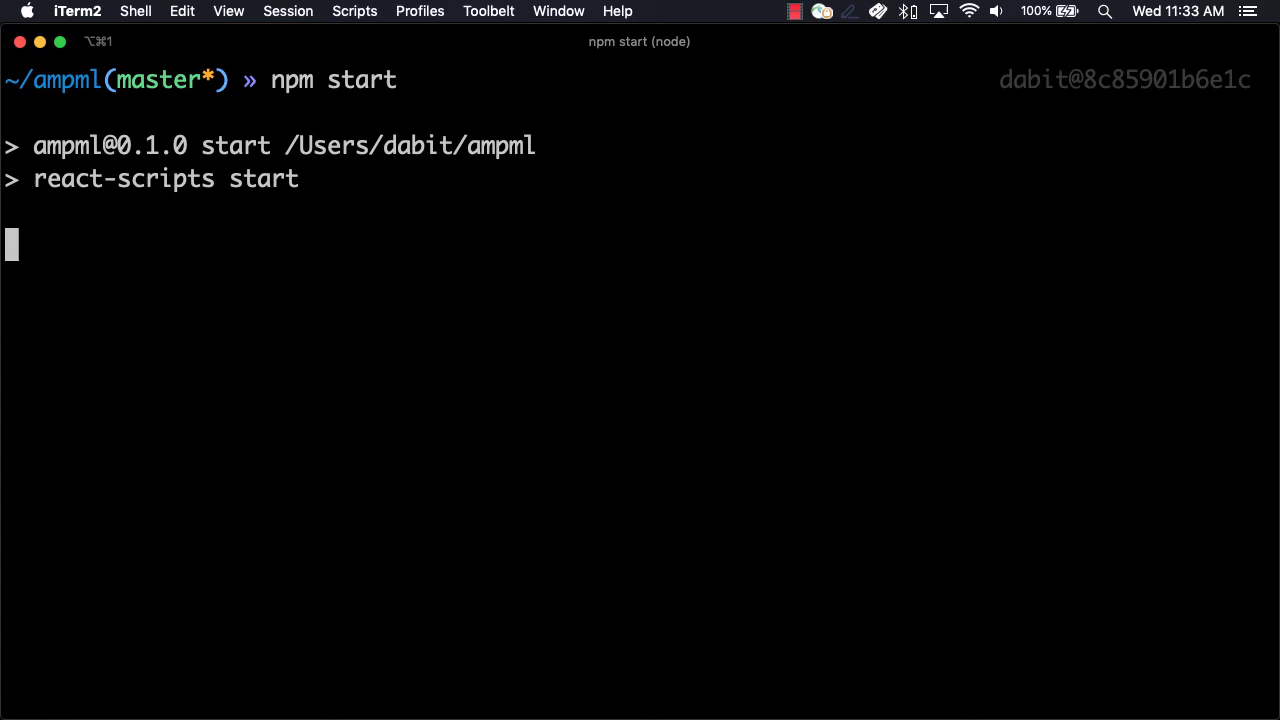 iTerm2 Shell Edit View Session Scripts Profiles Toolbelt Window Help 100% Wed 11:33 AM
⌥⌘1 npm start (node)
~/ampml(master*) » npm start dabit@8c85901b6e1c
> ampml@0.1.0 start /Users/dabit/ampml
> react-scripts start